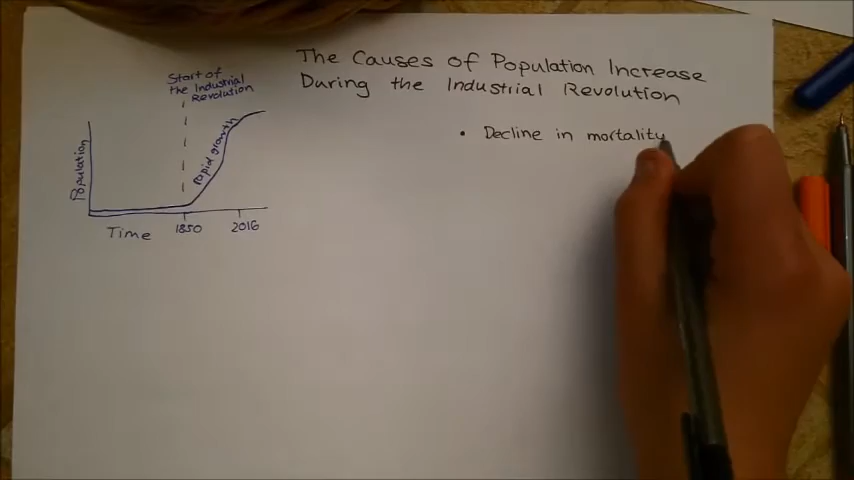 The Causes of Population Increase
During the Industrial Revolution
Start of
the Industrial
Revolution
Population
Rapid growth
Time
1850
2016
• Decline in mortality